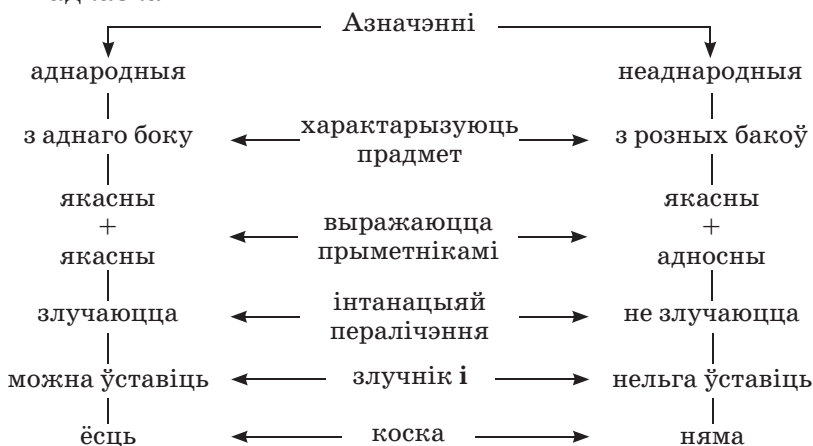 Азначэнні
аднародныя неаднародныя
з аднаго боку характарызуюць прадмет з розных бакоў
якасны + якасны выражаюцца прыметнікамі якасны + адносны
злучаюцца інтанацыяй пералічэння не злучаюцца
можна ўставіць злучнік і нельга ўставіць
ёсць коска няма